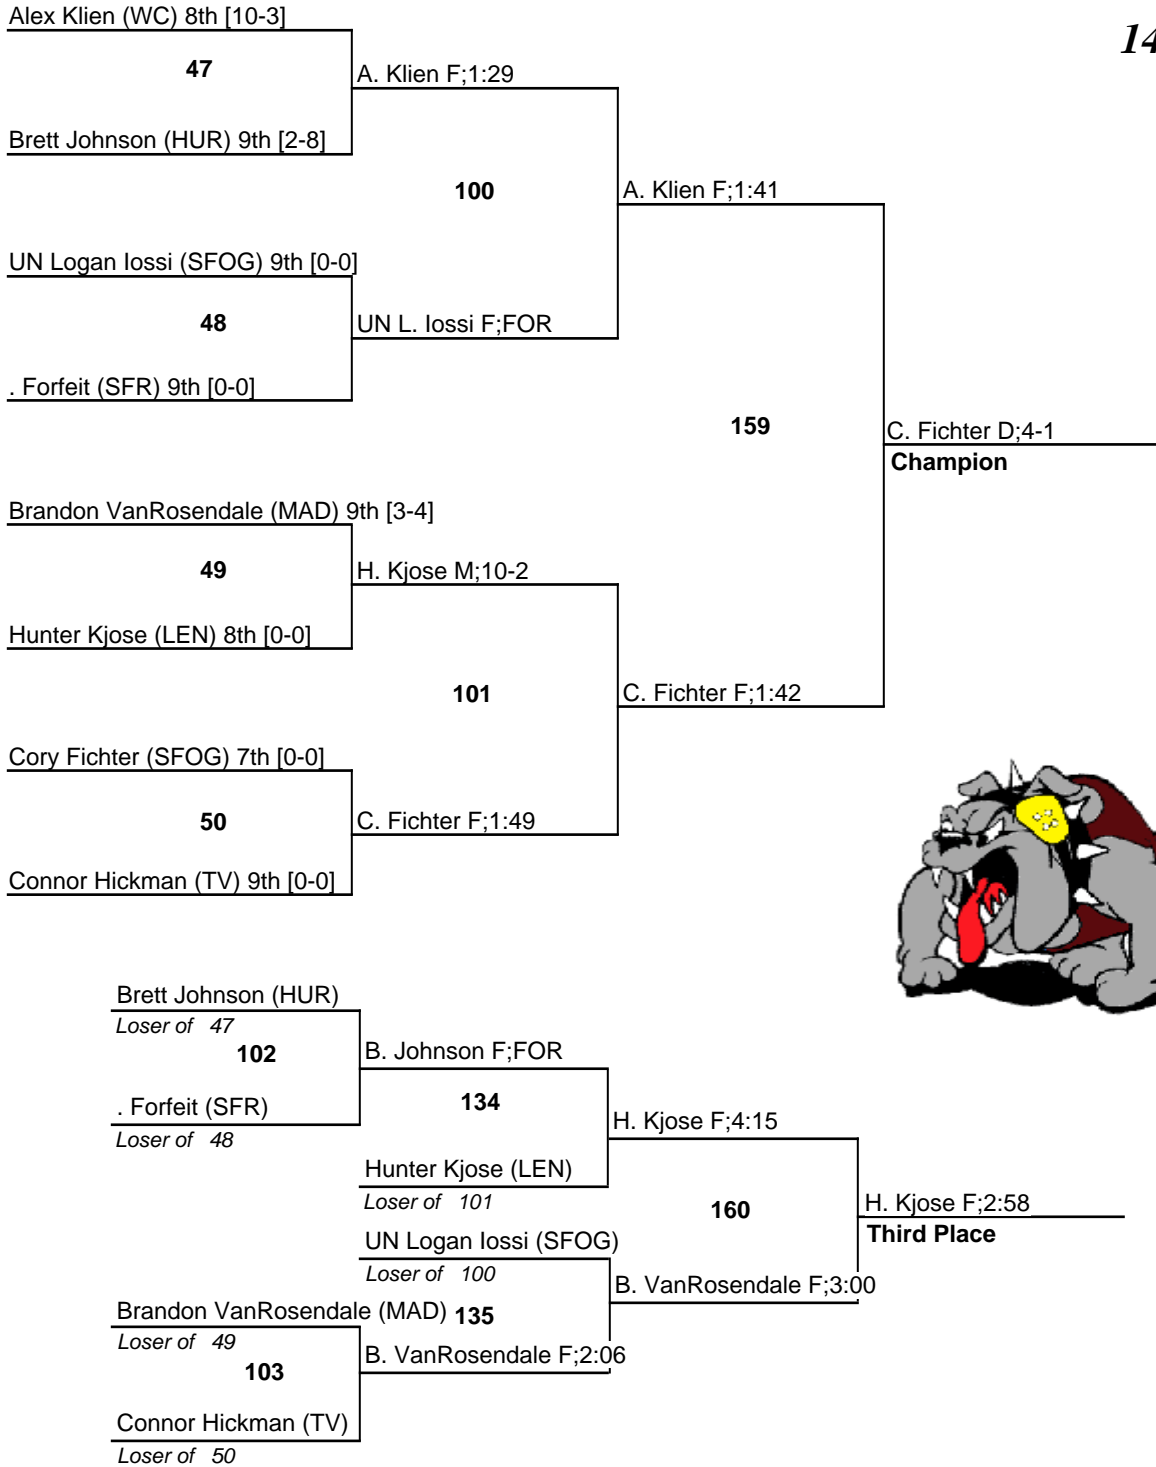 Alex Klien (WC) 8th [10-3]
14
47
A. Klien F;1:29
Brett Johnson (HUR) 9th [2-8]
100
A. Klien F;1:41
UN Logan Iossi (SFOG) 9th [0-0]
48
UN L. Iossi F;FOR
. Forfeit (SFR) 9th [0-0]
159
C. Fichter D;4-1
Champion
Brandon VanRosendale (MAD) 9th [3-4]
49
H. Kjose M;10-2
Hunter Kjose (LEN) 8th [0-0]
101
C. Fichter F;1:42
Cory Fichter (SFOG) 7th [0-0]
50
C. Fichter F;1:49
Connor Hickman (TV) 9th [0-0]
Brett Johnson (HUR)
Loser of 47
102
B. Johnson F;FOR
. Forfeit (SFR)
Loser of 48
134
H. Kjose F;4:15
Hunter Kjose (LEN)
Loser of 101
160
H. Kjose F;2:58
Third Place
UN Logan Iossi (SFOG)
Loser of 100
B. VanRosendale F;3:00
Brandon VanRosendale (MAD)
135
Loser of 49
B. VanRosendale F;2:06
103
Connor Hickman (TV)
Loser of 50